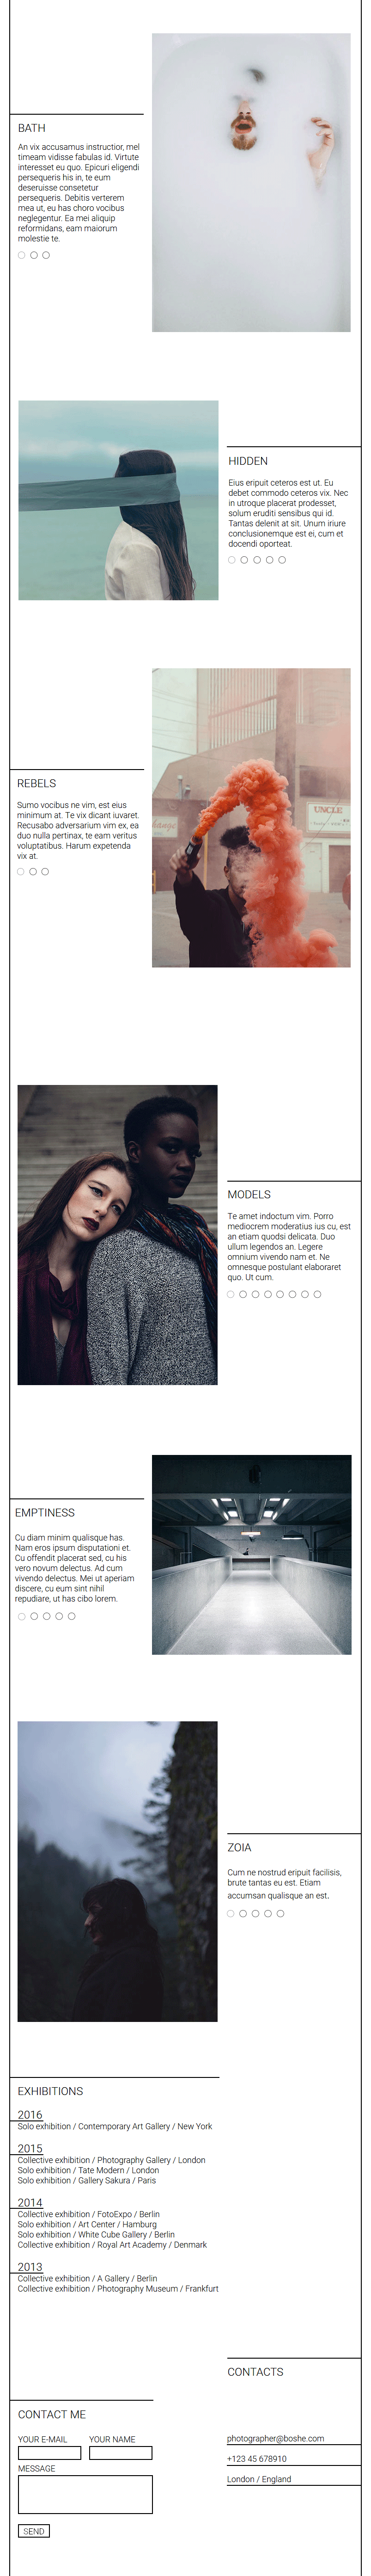 BATH
An vix accusamus instructior, mel
timeam vidisse fabulas id. Virtute
interesset eu quo. Epicuri eligendi
persequeris his in, te eum
deseruisse consetetur
persequeris. Debitis verterem
mea ut, eu has choro vocibus
neglegentur. Ea mei aliquip
reformidans, eam maiorum
molestie te.
HIDDEN
Eius eripuit ceteros est ut. Eu
debet commodo ceteros vix. Nec
in utroque placerat prodesset,
solum eruditi sensibus qui id.
Tantas delenit at sit. Unum iriure
conclusionemque est ei, cum et
docendi oporteat.
UNCLE
REBELS
Sumo vocibus ne vim, est eius
minimum at. Te vix dicant iuvaret.
Recusabo adversarium vim ex, ea
duo nulla pertinax, te eam veritus
voluptatibus. Harum expetenda
vix at.
MODELS
Te amet indoctum vim. Porro
mediocrem moderatius ius cu, est
an etiam quodsi delicata. Duo
ullum legendos an. Legere
omnium vivendo nam et. Ne
omnesque postulant elaboraret
quo. Ut cum.
EMPTINESS
Cu diam minim qualisque has.
Nam eros ipsum disputationi et.
Cu offendit placerat sed, cu his
vero novum delectus. Ad cum
vivendo delectus. Mei ut aperiam
discere, cu eum sint nihil
repudiare, ut has cibo lorem.
ZOIA
Cum ne nostrud eripuit facilisis,
brute tantas eu est. Etiam
accumsan qualisque an est.
EXHIBITIONS
2016
Solo exhibition / Contemporary Art Gallery / New York
2015
Collective exhibition / Photography Gallery / London
Solo exhibition / Tate Modern / London
Solo exhibition / Gallery Sakura / Paris
2014
Collective exhibition / FotoExpo / Berlin
Solo exhibition / Art Center / Hamburg
Solo exhibition / White Cube Gallery / Berlin
Collective exhibition / Royal Art Academy / Denmark
2013
Collective exhibition / A Gallery / Berlin
Collective exhibition / Photography Museum / Frankfurt
CONTACTS
CONTACT ME
YOUR E-MAIL YOUR NAME
MESSAGE
SEND
photographer@boshe.com
+123 45 678910
London / England